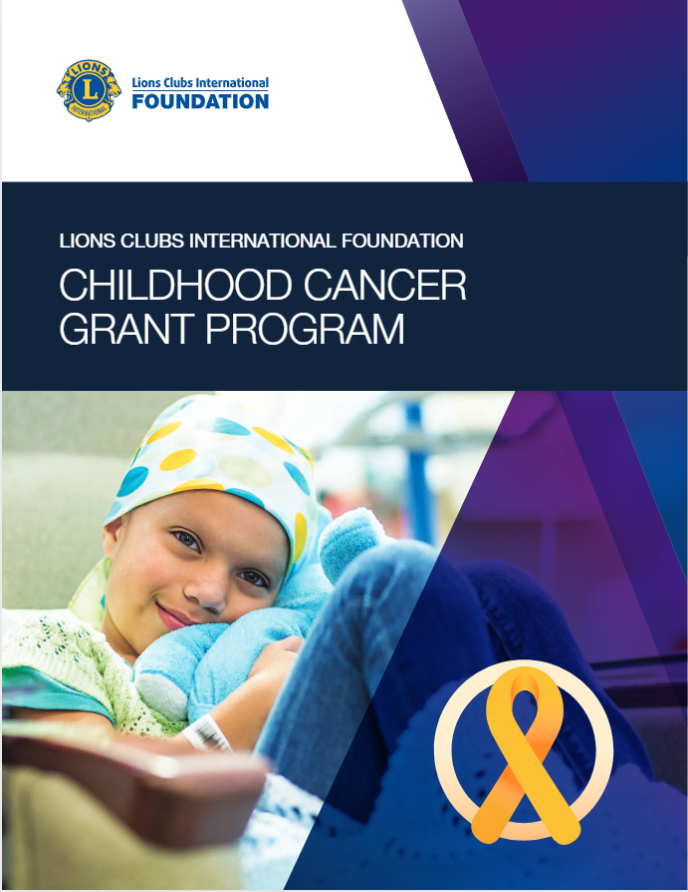 LIONS
L
INTERNATIONAL
Lions Clubs International
FOUNDATION
LIONS CLUBS INTERNATIONAL FOUNDATION
CHILDHOOD CANCER
GRANT PROGRAM